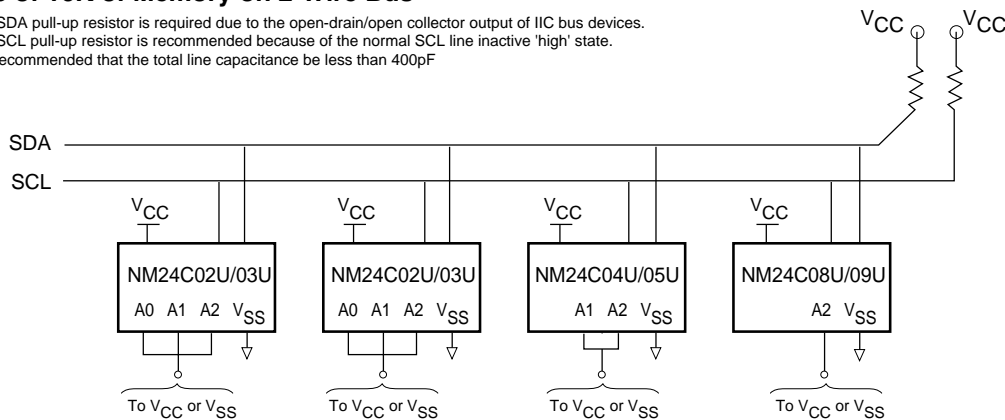 SDA pull-up resistor is required due to the open-drain/open collector output of IIC bus devices.
SCL pull-up resistor is recommended because of the normal SCL line inactive 'high' state.
recommended that the total line capacitance be less than 400pF
VCC VCC
SDA
SCL
VCC VCC VCC VCC
NM24C02U/03U NM24C02U/03U NM24C04U/05U NM24C08U/09U
A0 A1 A2 VSS A0 A1 A2 VSS A1 A2 VSS A2 VSS
To VCC or VSS To VCC or VSS To VCC or VSS To VCC or VSS